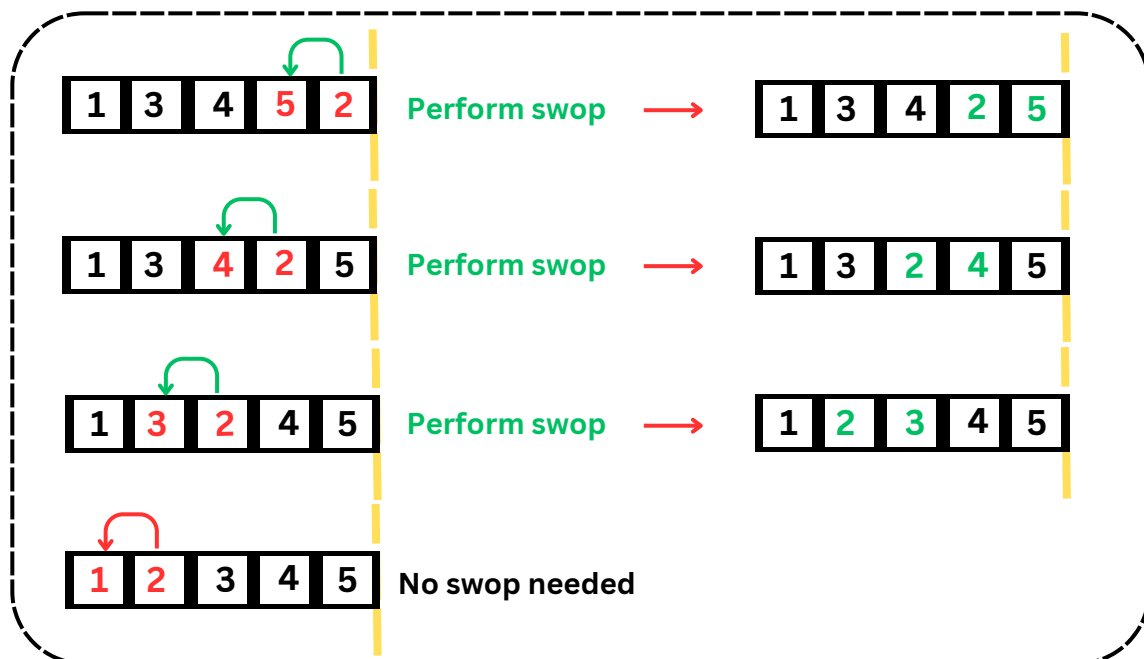 1 3 4 5 2 Perform swop 1 3 4 2 5
1 3 4 2 5 Perform swop 1 3 2 4 5
1 3 2 4 5 Perform swop 1 2 3 4 5
1 2 3 4 5 No swop needed